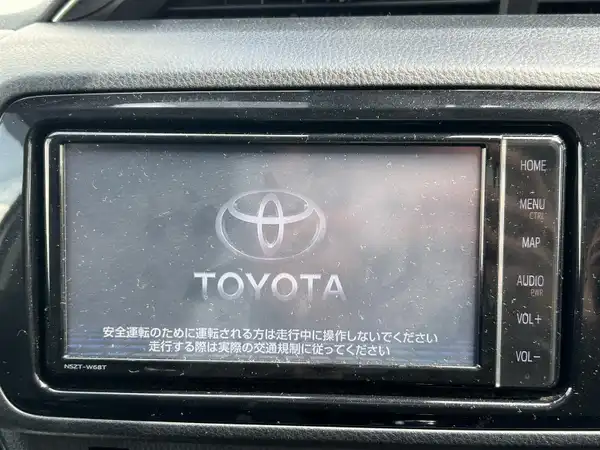 HOME
MENU
CTRL
MAP
AUDIO
PWR
VOL+
VOL-
TOYOTA
安全運転のために運転される方は走行中に操作しないでください
走行する際は実際の交通規制に従ってください
NSZT-W68T